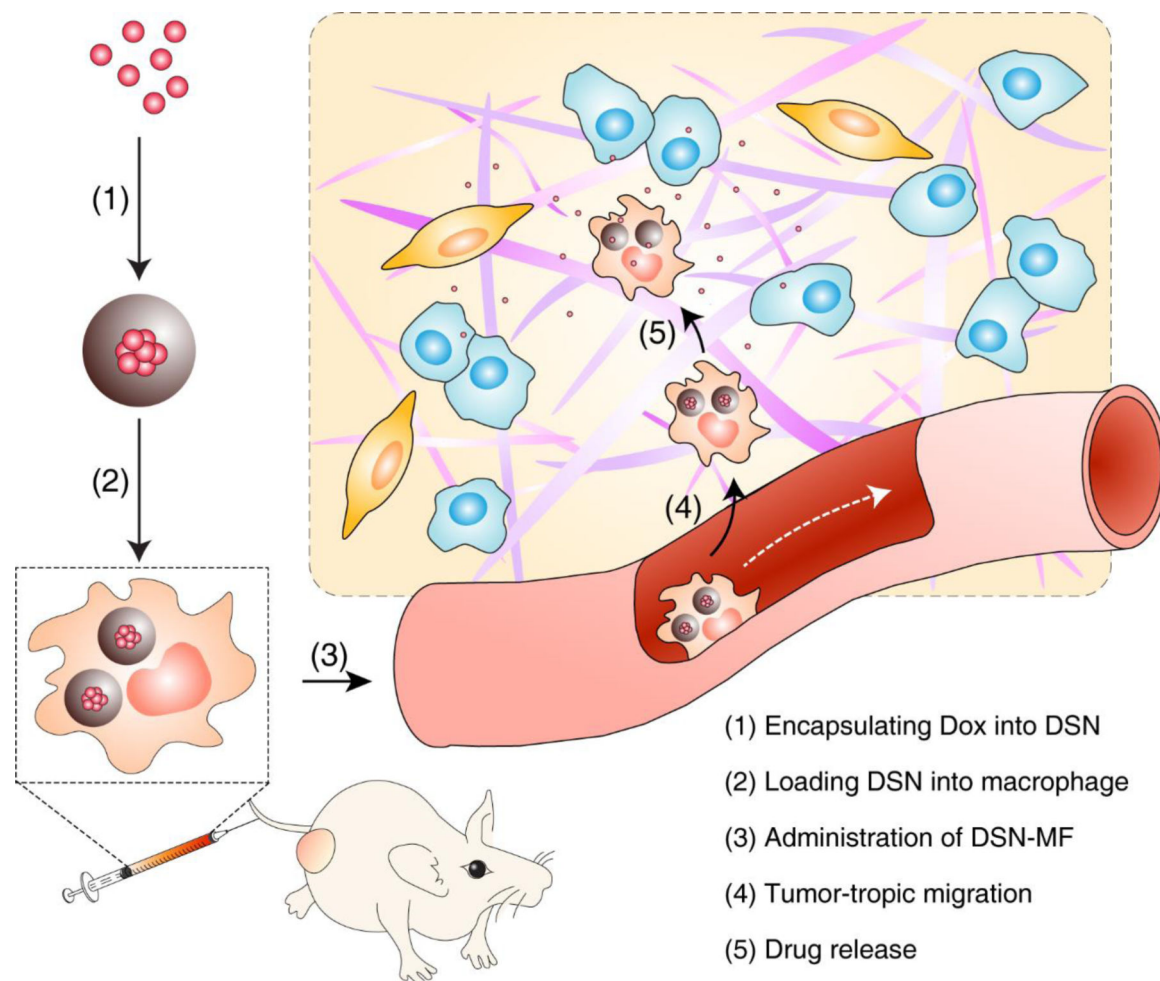 (1)
(5)
(2)
(4)
(3)
(1) Encapsulating Dox into DSN
(2) Loading DSN into macrophage
(3) Administration of DSN-MF
(4) Tumor-tropic migration
(5) Drug release